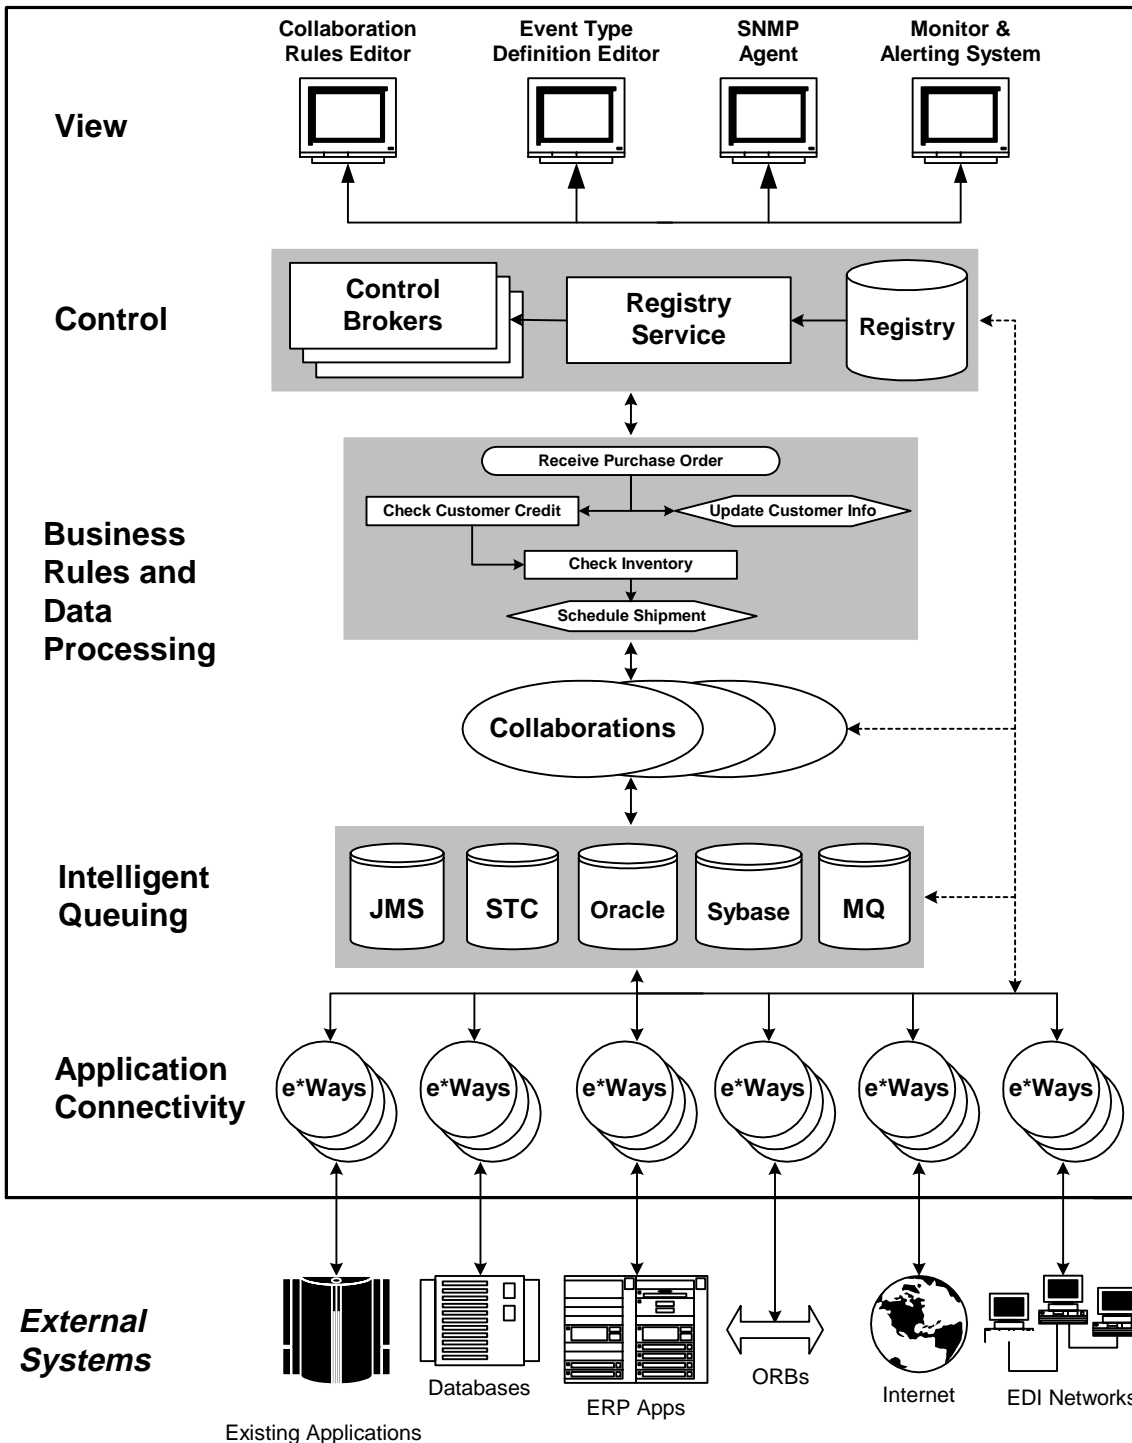 Collaboration
Rules Editor
Event Type
Definition Editor
SNMP
Agent
Monitor &
Alerting System
View
Control
Control
Brokers
Registry
Service
Registry
Business
Rules and
Data
Processing
Receive Purchase Order
Check Customer Credit
Update Customer Info
Check Inventory
Schedule Shipment
Collaborations
Intelligent
Queuing
JMS
STC
Oracle
Sybase
MQ
Application
Connectivity
e*Ways
e*Ways
e*Ways
e*Ways
e*Ways
e*Ways
External
Systems
Existing Applications
Databases
ERP Apps
ORBs
Internet
EDI Networks